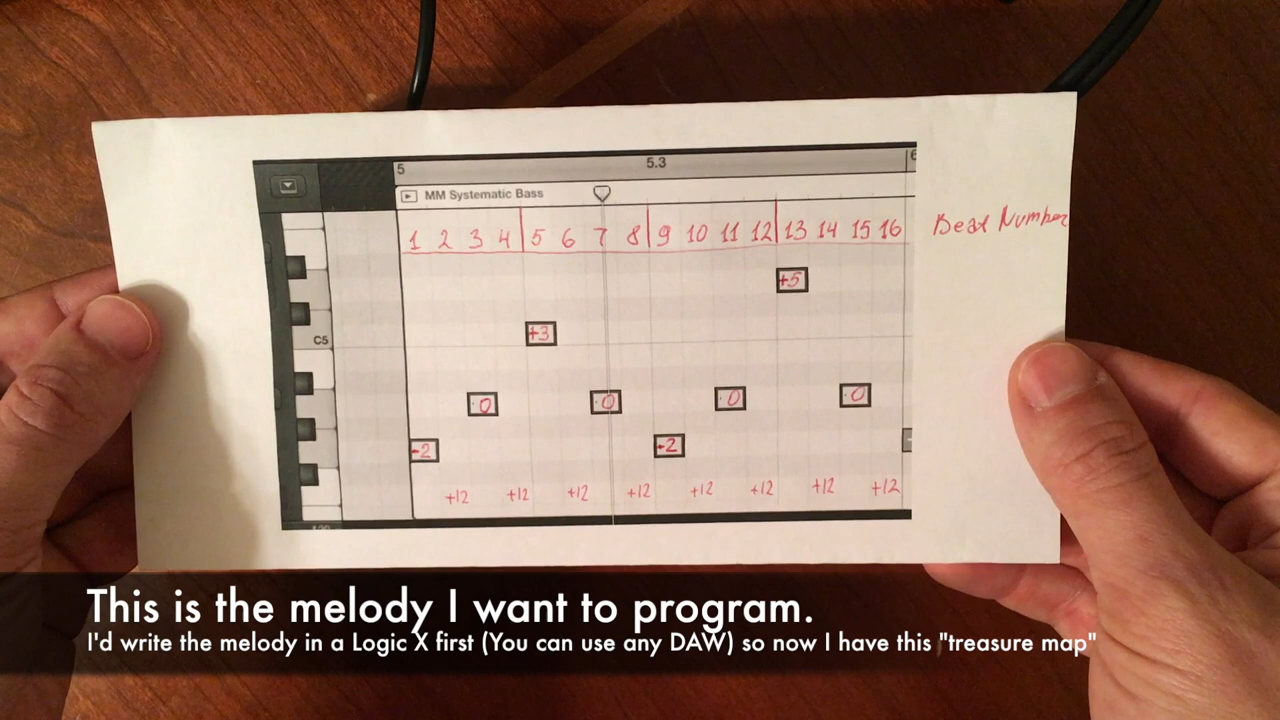 5 5.3 6
MM Systematic Bass
1 2 3 4 5 6 7 8 9 10 11 12 13 14 15 16 Beat Number
+5
C5 +3
0 0 0 0
-2 -2
+12 +12 +12 +12 +12 +12 +12 +12
This is the melody I want to program.
I'd write the melody in a Logic X first (You can use any DAW) so now I have this "treasure map"